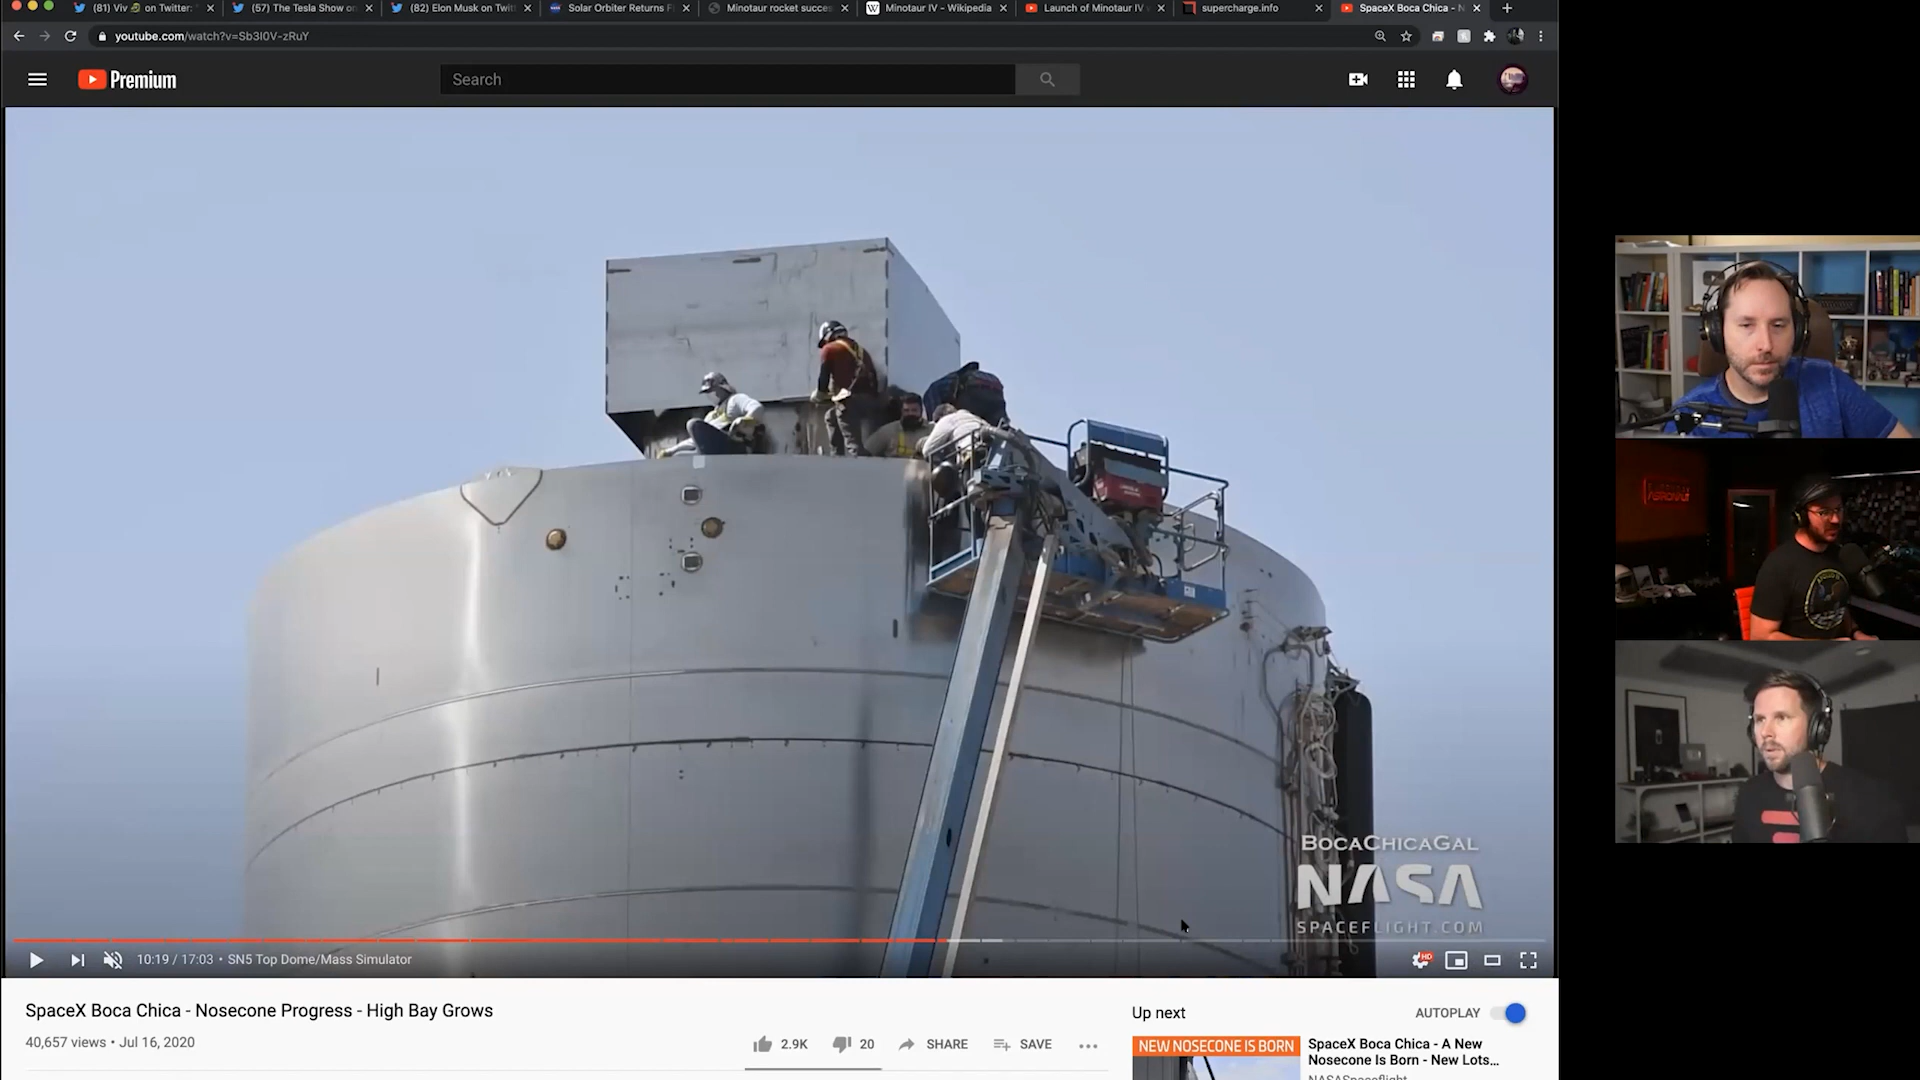 (81) Viv on Twitter: "
(57) The Tesla Show on
(82) Elon Musk on Twitt
Solar Orbiter Returns F
Minotaur rocket succes
Minotaur IV - Wikipedia
Launch of Minotaur IV
supercharge.info
SpaceX Boca Chica - N
youtube.com/watch?v=Sb3I0V-zRuY
Premium
Search
BOCACHICAGAL
NASA
SPACEFLIGHT.COM
10:19 / 17:03 • SN5 Top Dome/Mass Simulator
HD
SpaceX Boca Chica - Nosecone Progress - High Bay Grows
40,657 views • Jul 16, 2020
2.9K
20
SHARE
SAVE
Up next
AUTOPLAY
NEW NOSECONE IS BORN
SpaceX Boca Chica - A New
Nosecone Is Born - New Lots...
NASASpaceflight